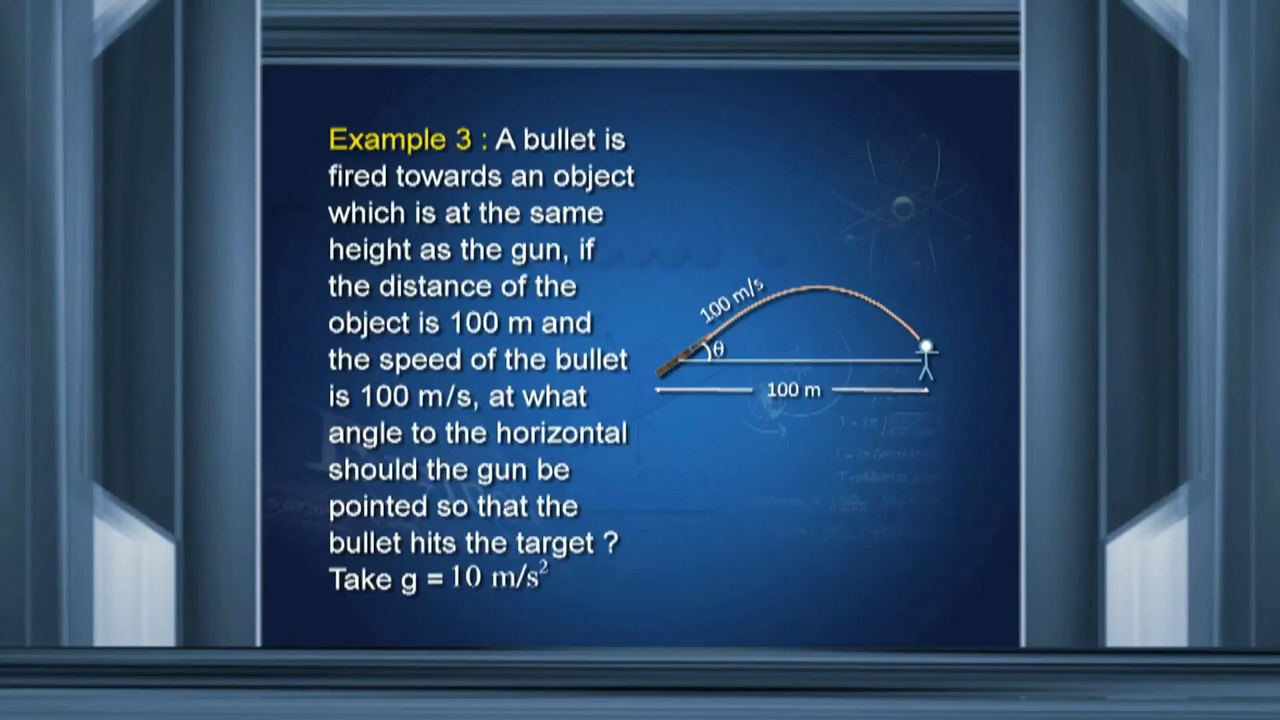 Example 3 : A bullet is
fired towards an object
which is at the same
height as the gun, if
the distance of the
object is 100 m and
the speed of the bullet
is 100 m/s, at what
angle to the horizontal
should the gun be
pointed so that the
bullet hits the target ?
Take g = 10 m/s²
100 m/s
θ
100 m